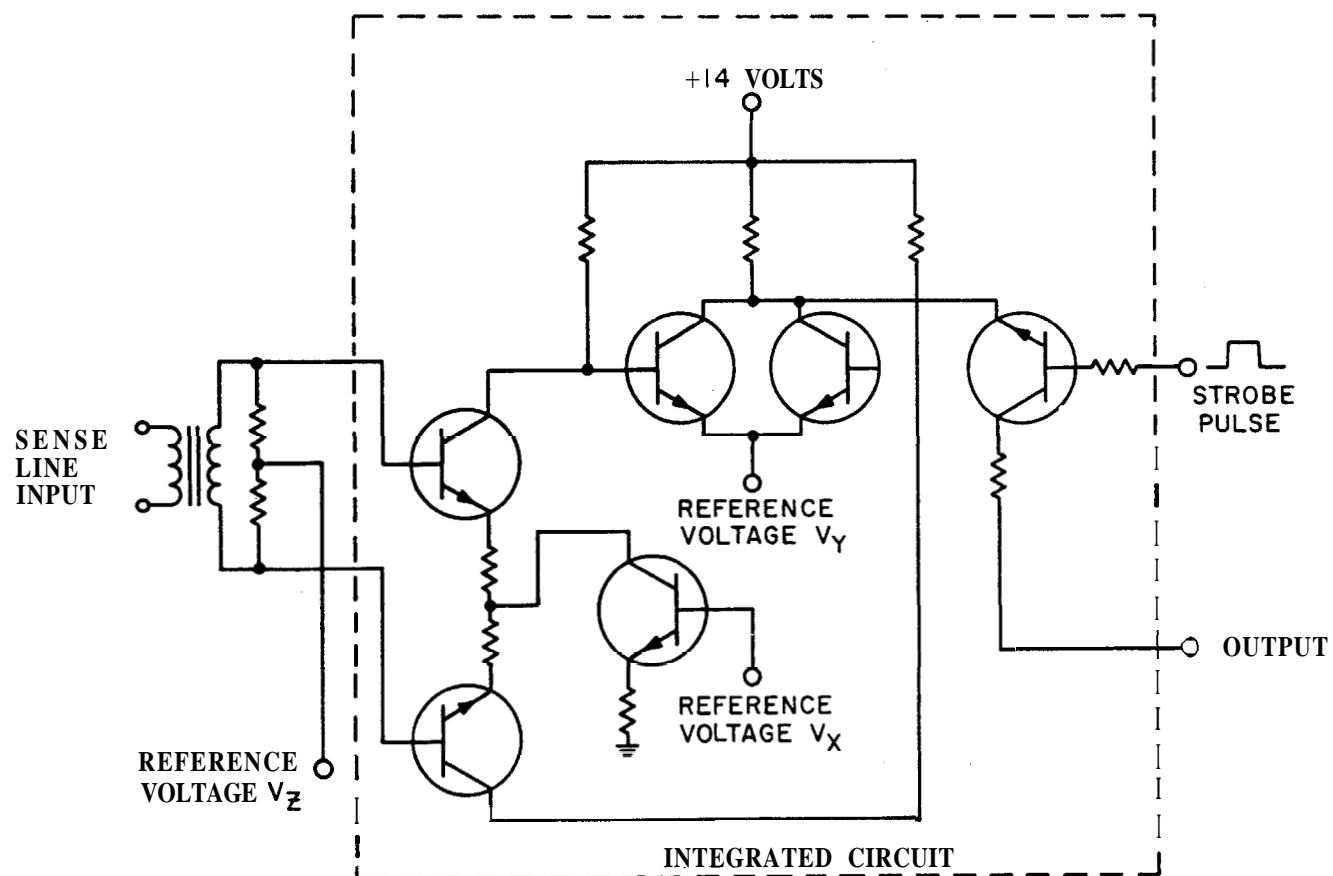 +14 VOLTS
STROBE
PULSE
SENSE
LINE
INPUT
REFERENCE
VOLTAGE VY
OUTPUT
REFERENCE
VOLTAGE VX
REFERENCE
VOLTAGE VZ
INTEGRATED CIRCUIT